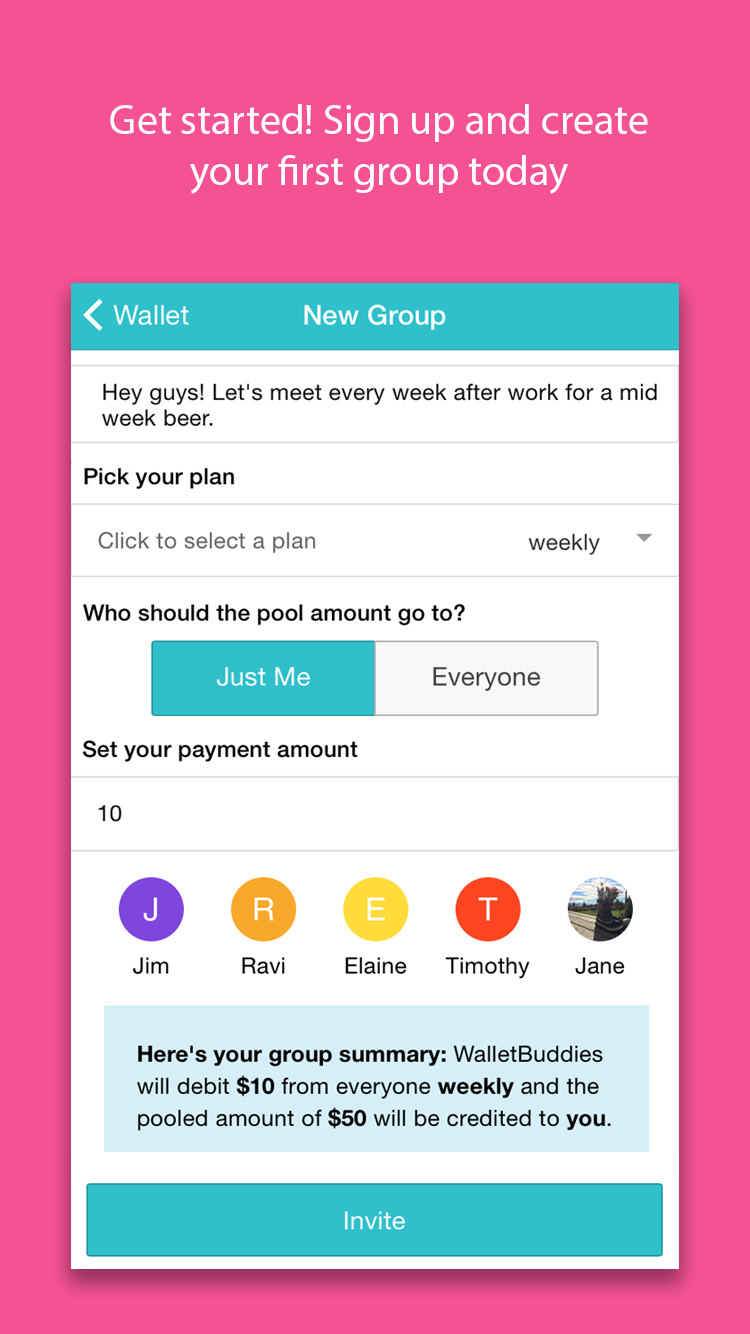 Get started! Sign up and create
your first group today
Wallet
New Group
Hey guys! Let's meet every week after work for a mid
week beer.
Pick your plan
Click to select a plan
weekly
Who should the pool amount go to?
Just Me
Everyone
Set your payment amount
10
J
R
E
T
Jim
Ravi
Elaine
Timothy
Jane
Here's your group summary: WalletBuddies
will debit $10 from everyone weekly and the
pooled amount of $50 will be credited to you.
Invite